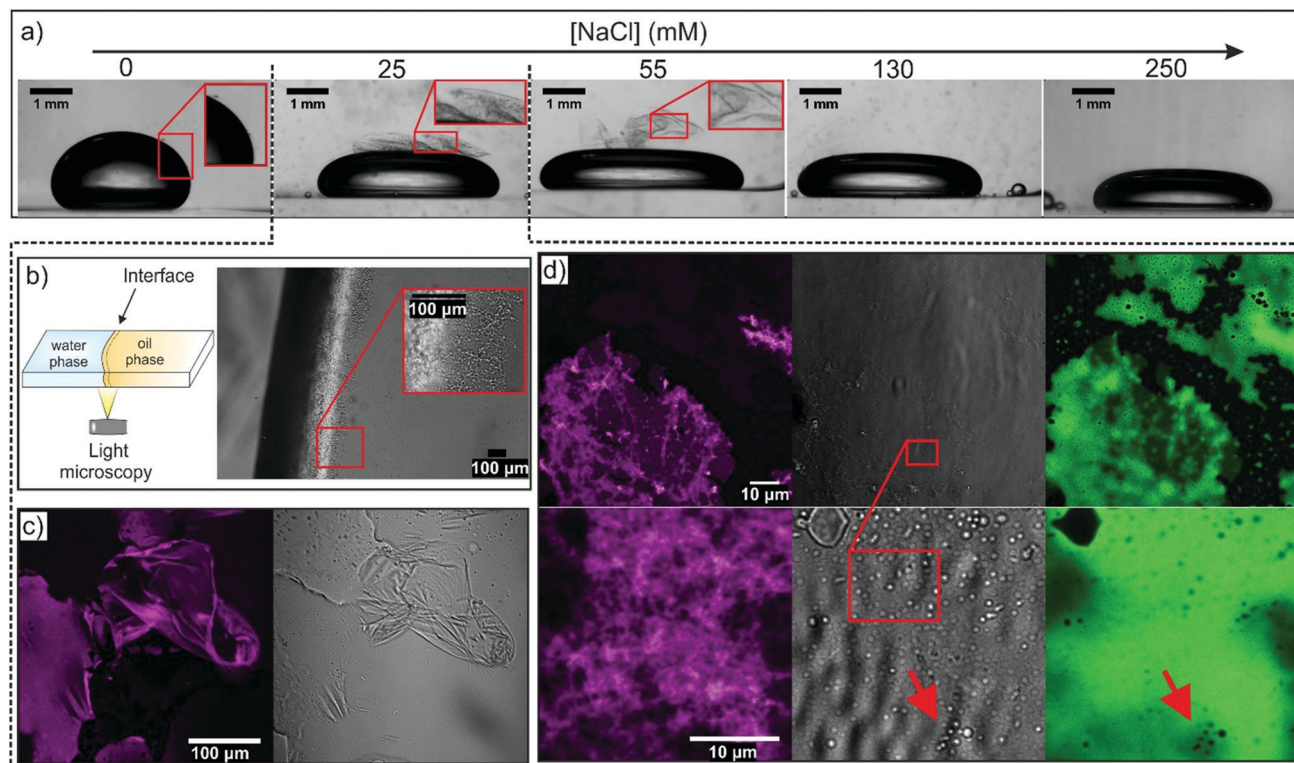 a)
[NaCl] (mM)
0 25 55 130 250
1 mm 1 mm 1 mm 1 mm 1 mm
b)
Interface
water phase
oil phase
Light
microscopy
100 µm
100 µm
c)
100 µm
d)
10 µm
10 µm